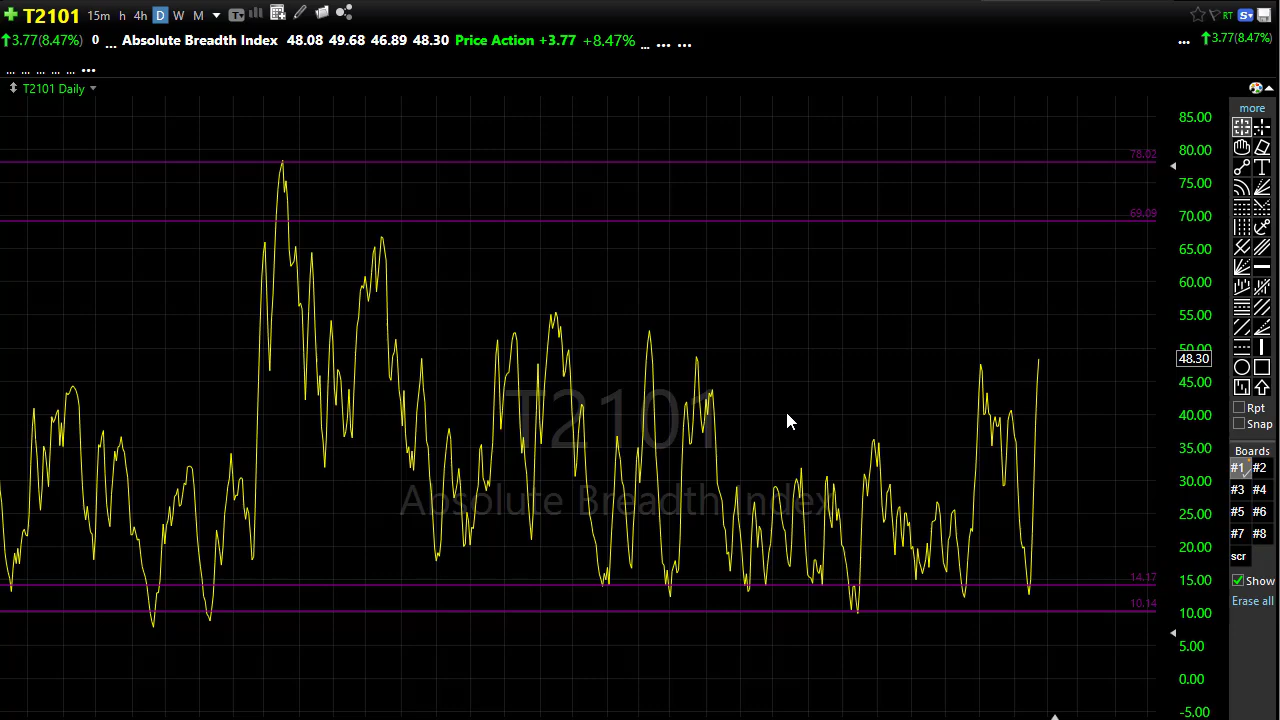 T2101 15m h 4h D W M T RT S
3.77(8.47%) 0 ... Absolute Breadth Index 48.08 49.68 46.89 48.30 Price Action +3.77 +8.47% ... ... ... ... 3.77(8.47%)
... ... ... ... ... ...
T2101 Daily
more
85.00
80.00
78.02
75.00
70.00
69.09
65.00
60.00
55.00
50.00
48.30
45.00
40.00
35.00
30.00
25.00
20.00
15.00
14.17
10.14
10.00
5.00
0.00
-5.00
T2101
Absolute Breadth Index
Rpt
Snap
Boards
#1 #2
#3 #4
#5 #6
#7 #8
scr
Show
Erase all